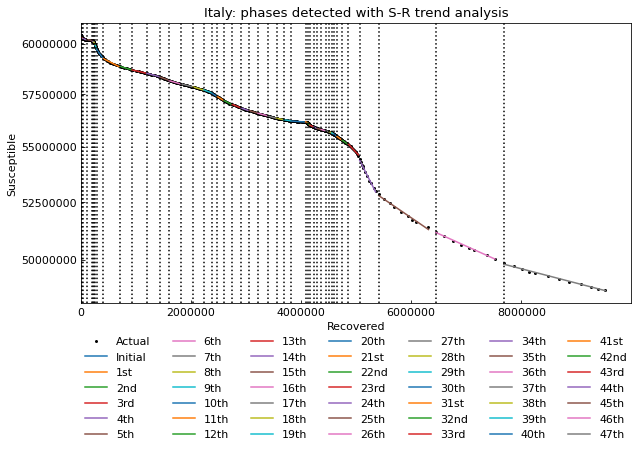 Italy: phases detected with S-R trend analysis
60000000
57500000
55000000
52500000
50000000
Susceptible
0 2000000 4000000 6000000 8000000
Recovered
Actual 6th 13th 20th 27th 34th 41st
Initial 7th 14th 21st 28th 35th 42nd
1st 8th 15th 22nd 29th 36th 43rd
2nd 9th 16th 23rd 30th 37th 44th
3rd 10th 17th 24th 31st 38th 45th
4th 11th 18th 25th 32nd 39th 46th
5th 12th 19th 26th 33rd 40th 47th